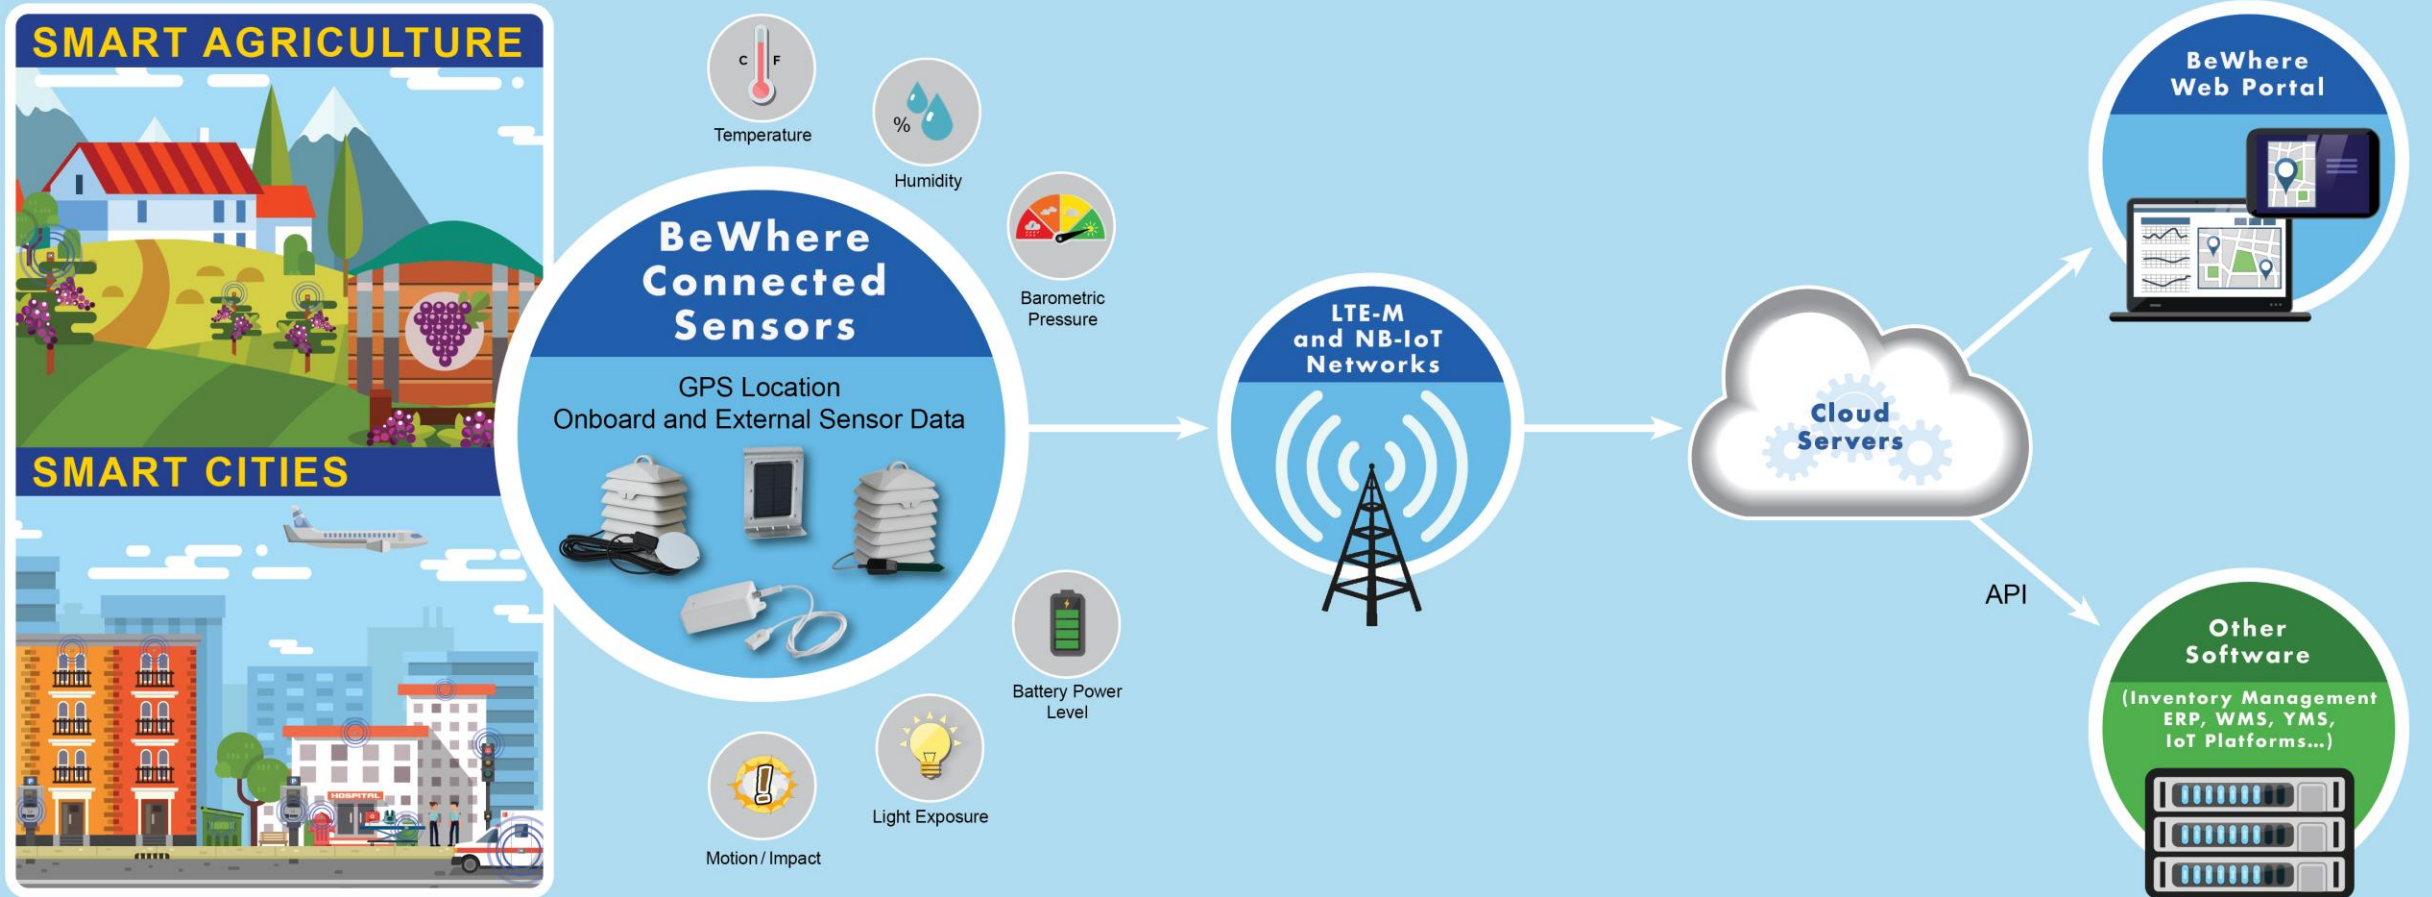 SMART AGRICULTURE
SMART CITIES
HOSPITAL
C F
Temperature
%
Humidity
Barometric
Pressure
BeWhere
Connected
Sensors
GPS Location
Onboard and External Sensor Data
Battery Power
Level
Light Exposure
Motion / Impact
LTE-M
and NB-IoT
Networks
Cloud
Servers
API
BeWhere
Web Portal
Other
Software
(Inventory Management
ERP, WMS, YMS,
IoT Platforms...)